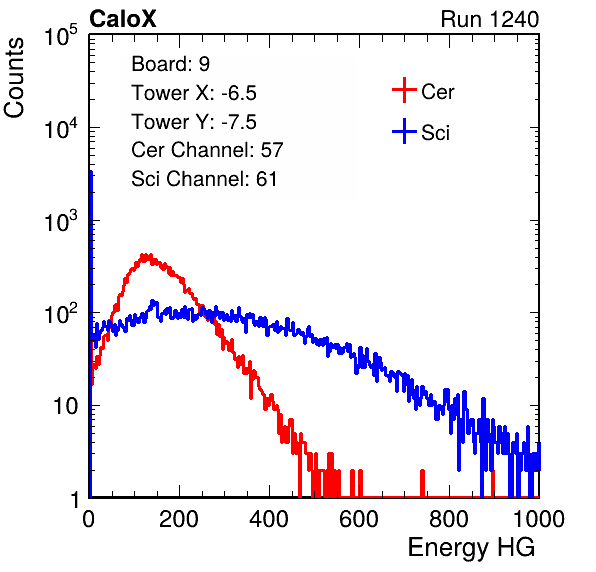 CaloX Run 1240
Counts
Board: 9
Tower X: -6.5
Tower Y: -7.5
Cer Channel: 57
Sci Channel: 61
Cer
Sci
10^5
10^4
10^3
10^2
10
1
0 200 400 600 800 1000
Energy HG